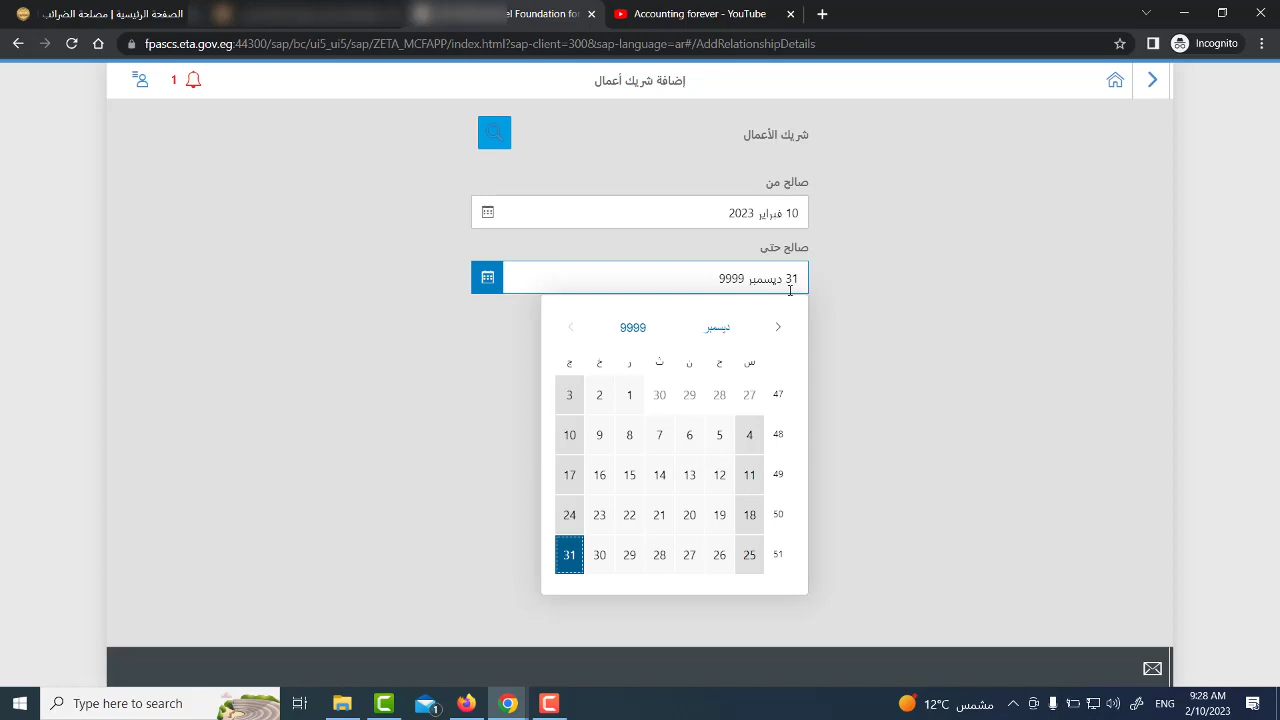 الصفحة الرئيسية | مصلحة الضرائب
el Foundation for
Accounting forever - YouTube
fpascs.eta.gov.eg:44300/sap/bc/ui5_ui5/sap/ZETA_MCFAPP/index.html?sap-client=300&sap-language=ar#/AddRelationshipDetails
Incognito
إضافة شريك أعمال
1
شريك الأعمال
صالح من
10 فبراير 2023
صالح حتى
31 ديسمبر 9999
ديسمبر 9999
س ح ن ث ر خ ج
47 27 28 29 30 1 2 3
48 4 5 6 7 8 9 10
49 11 12 13 14 15 16 17
50 18 19 20 21 22 23 24
51 25 26 27 28 29 30 31
Type here to search
1
12°C مشمس
ENG
9:28 AM
2/10/2023